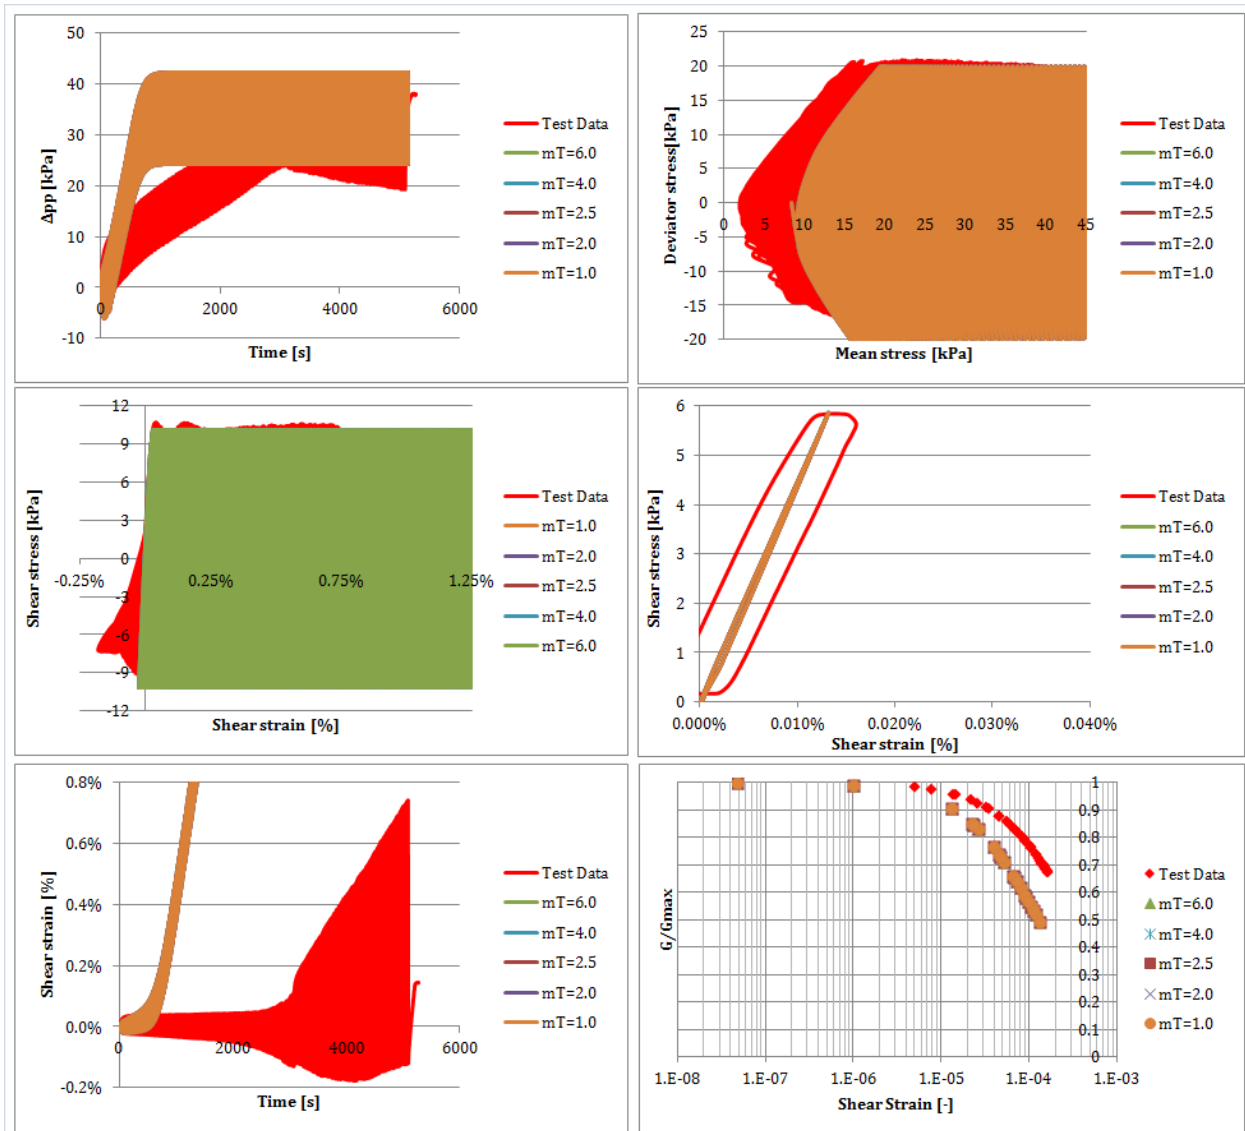 50
40
30
20
10
0
-10
0
2000
4000
6000
Δpp [kPa]
Time [s]
Test Data
mT=6.0
mT=4.0
mT=2.5
mT=2.0
mT=1.0
25
20
15
10
5
0
-5
-10
-15
-20
0 5 10 15 20 25 30 35 40 45
Deviator stress[kPa]
Mean stress [kPa]
Test Data
mT=6.0
mT=4.0
mT=2.5
mT=2.0
mT=1.0
12
9
6
3
0
-3
-6
-9
-12
-0.25% 0.25% 0.75% 1.25%
Shear stress [kPa]
Shear strain [%]
Test Data
mT=1.0
mT=2.0
mT=2.5
mT=4.0
mT=6.0
6
5
4
3
2
1
0
0.000% 0.010% 0.020% 0.030% 0.040%
Shear stress [kPa]
Shear strain [%]
Test Data
mT=6.0
mT=4.0
mT=2.5
mT=2.0
mT=1.0
0.8%
0.6%
0.4%
0.2%
0.0%
-0.2%
0 2000 4000 6000
Shear strain [%]
Time [s]
Test Data
mT=6.0
mT=4.0
mT=2.5
mT=2.0
mT=1.0
1
0.9
0.8
0.7
0.6
0.5
0.4
0.3
0.2
0.1
0
1.E-08 1.E-07 1.E-06 1.E-05 1.E-04 1.E-03
G/Gmax
Shear Strain [-]
Test Data
mT=6.0
mT=4.0
mT=2.5
mT=2.0
mT=1.0